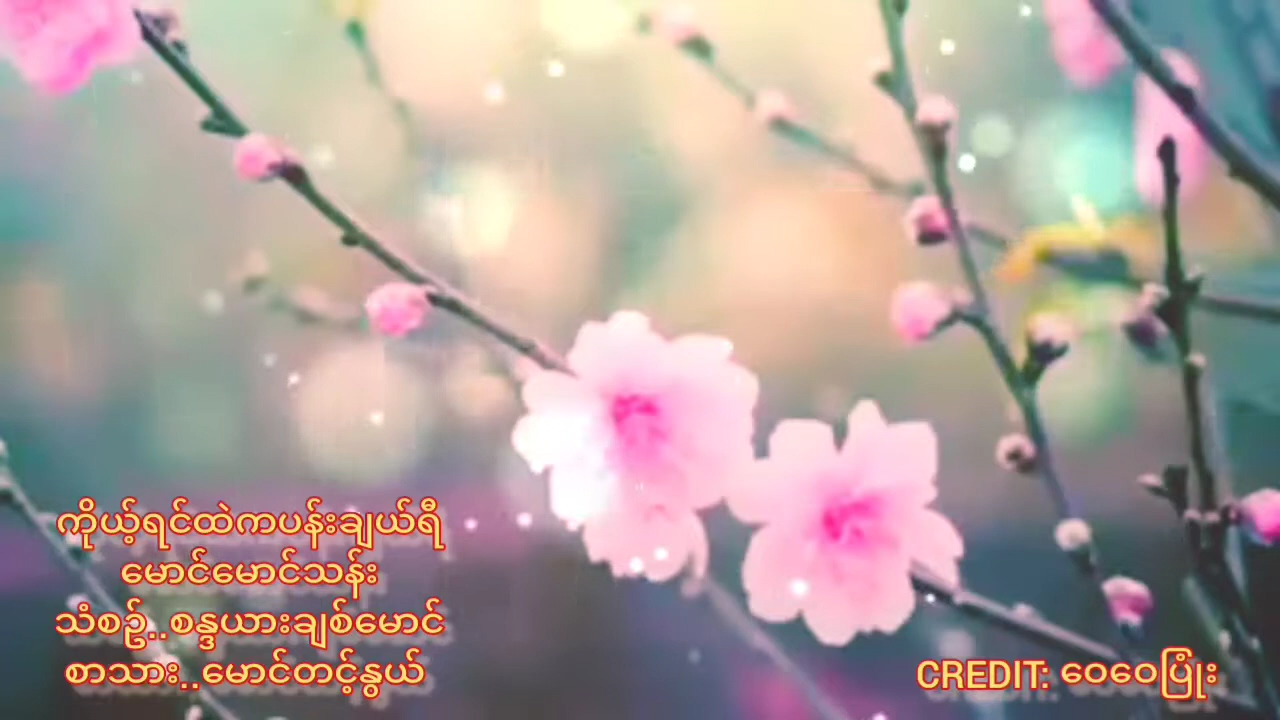 ကိုယ့်ရင်ထဲကပန်းချယ်ရီ
မောင်မောင်သန်း
သံစဥ်..စန္ဒယားချစ်မောင်
စာသား..မောင်တင့်နွယ်
CREDIT: ဝေဝေပြုံး